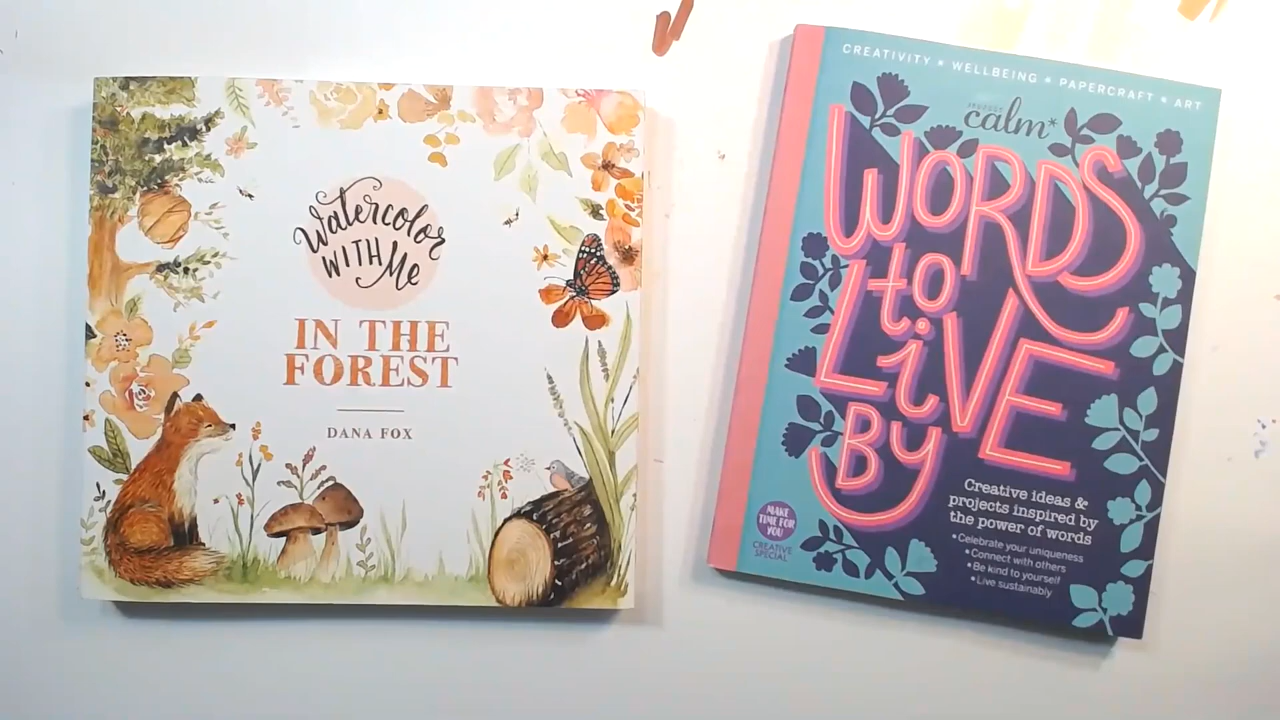 Watercolor
WITH Me
IN THE
FOREST
DANA FOX
CREATIVITY * WELLBEING * PAPERCRAFT * ART
calm*
WORDS
to
LiVE
BY
Creative ideas &
projects inspired by
the power of words
• Celebrate your uniqueness
• Connect with others
• Be kind to yourself
• Live sustainably
MAKE
TIME FOR
YOU
CREATIVE
SPECIAL